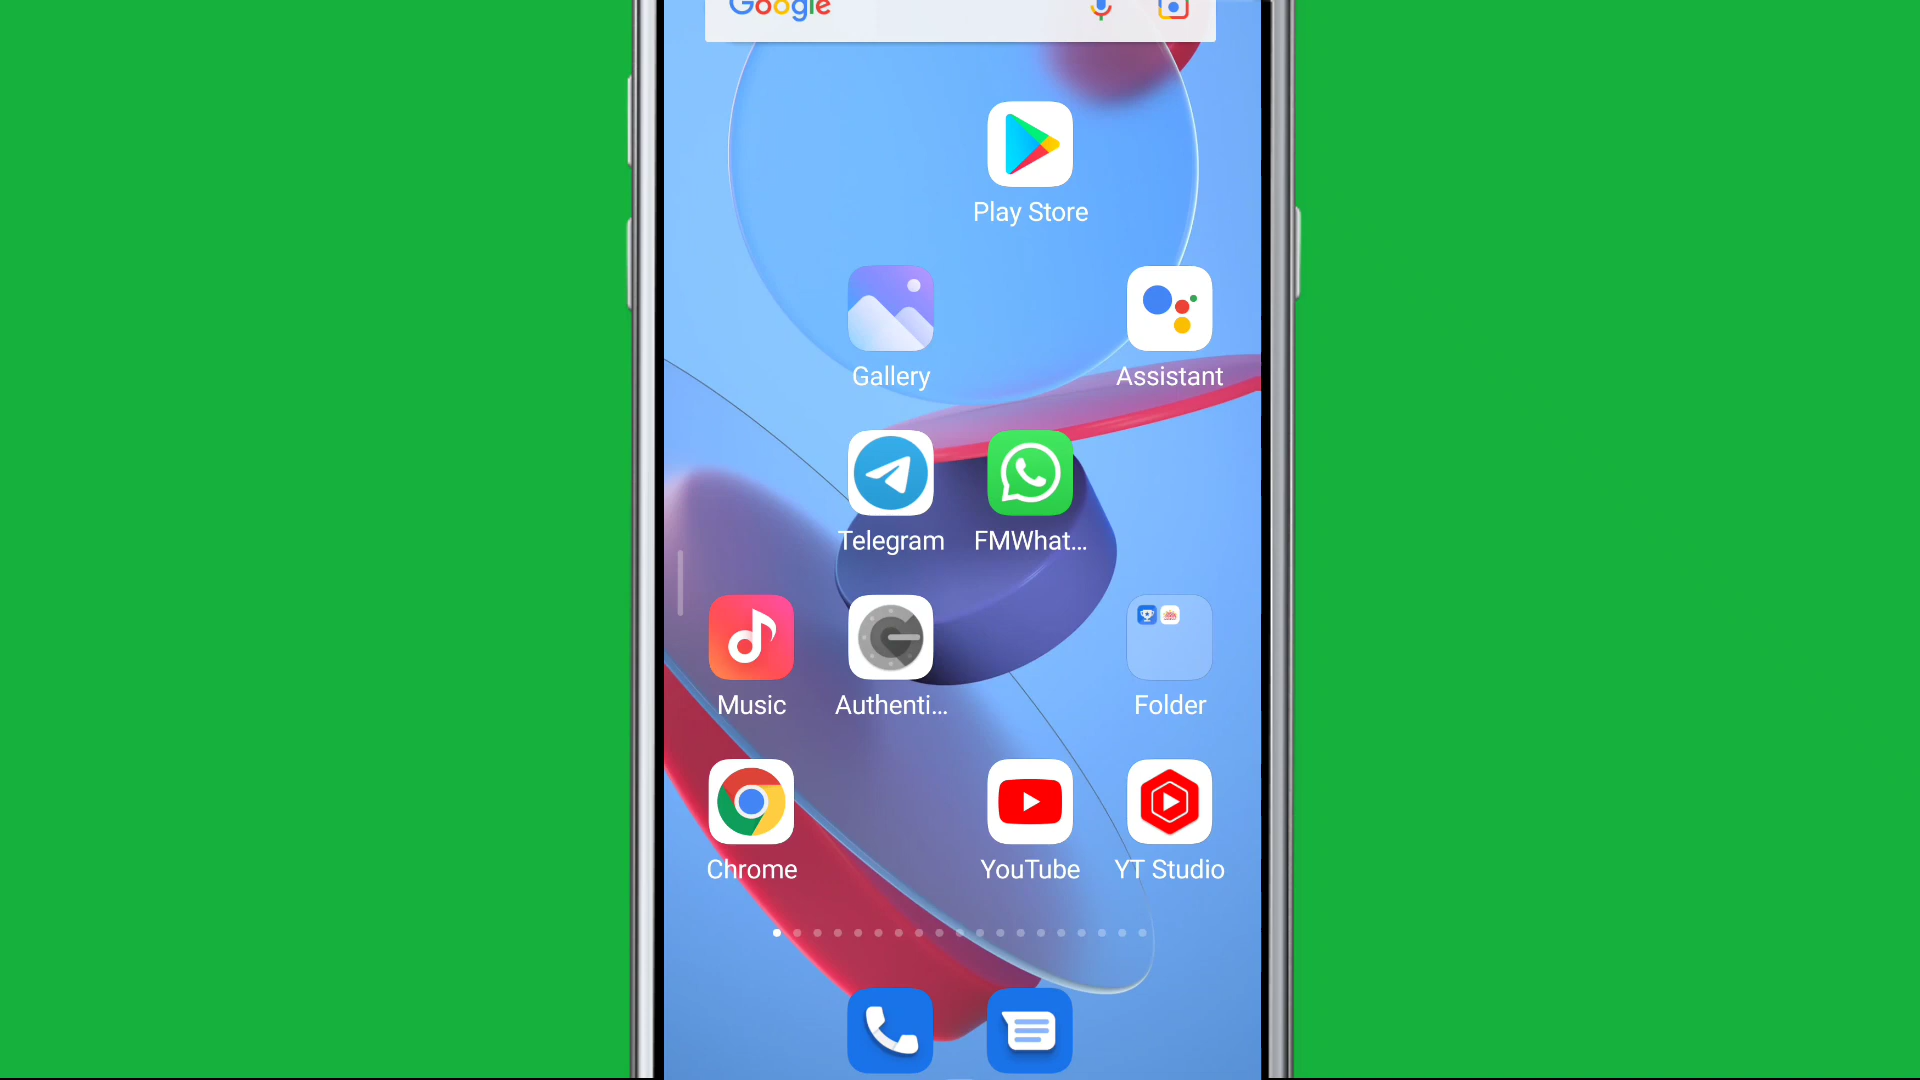 Google
Play Store
Gallery
Assistant
Telegram
FMWhat...
Music
Authenti...
Folder
Chrome
YouTube
YT Studio